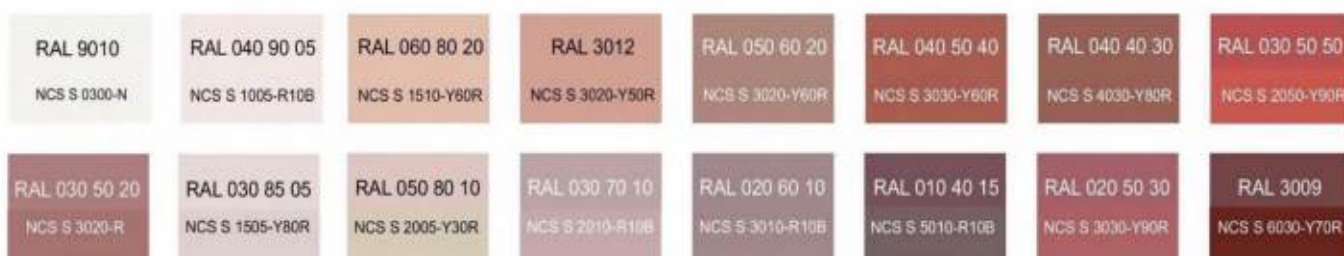 RAL 9010
NCS S 0300-N
RAL 040 90 05
NCS S 1005-R10B
RAL 060 80 20
NCS S 1510-Y60R
RAL 3012
NCS S 3020-Y50R
RAL 050 60 20
NCS S 3020-Y60R
RAL 040 50 40
NCS S 3030-Y60R
RAL 040 40 30
NCS S 4030-Y80R
RAL 030 50 50
NCS S 2050-Y90R
RAL 030 50 20
NCS S 3020-R
RAL 030 85 05
NCS S 1505-Y80R
RAL 050 80 10
NCS S 2005-Y30R
RAL 030 70 10
NCS S 2010-R10B
RAL 020 60 10
NCS S 3010-R10B
RAL 010 40 15
NCS S 5010-R10B
RAL 020 50 30
NCS S 3030-Y90R
RAL 3009
NCS S 6030-Y70R